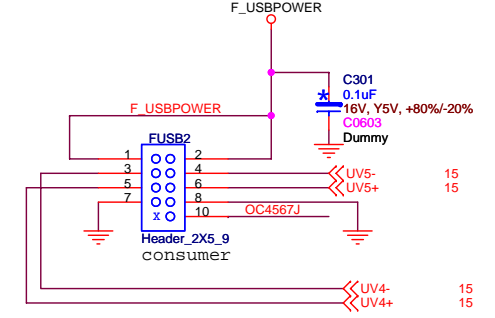 F_USBPOWER
C301
0.1uF
16V, Y5V, +80%/-20%
C0603
Dummy
F_USBPOWER
FUSB2
1 2
3 4 UV5- 15
5 6 UV5+ 15
7 8
X 10 OC4567J
Header_2X5_9
consumer
UV4- 15
UV4+ 15